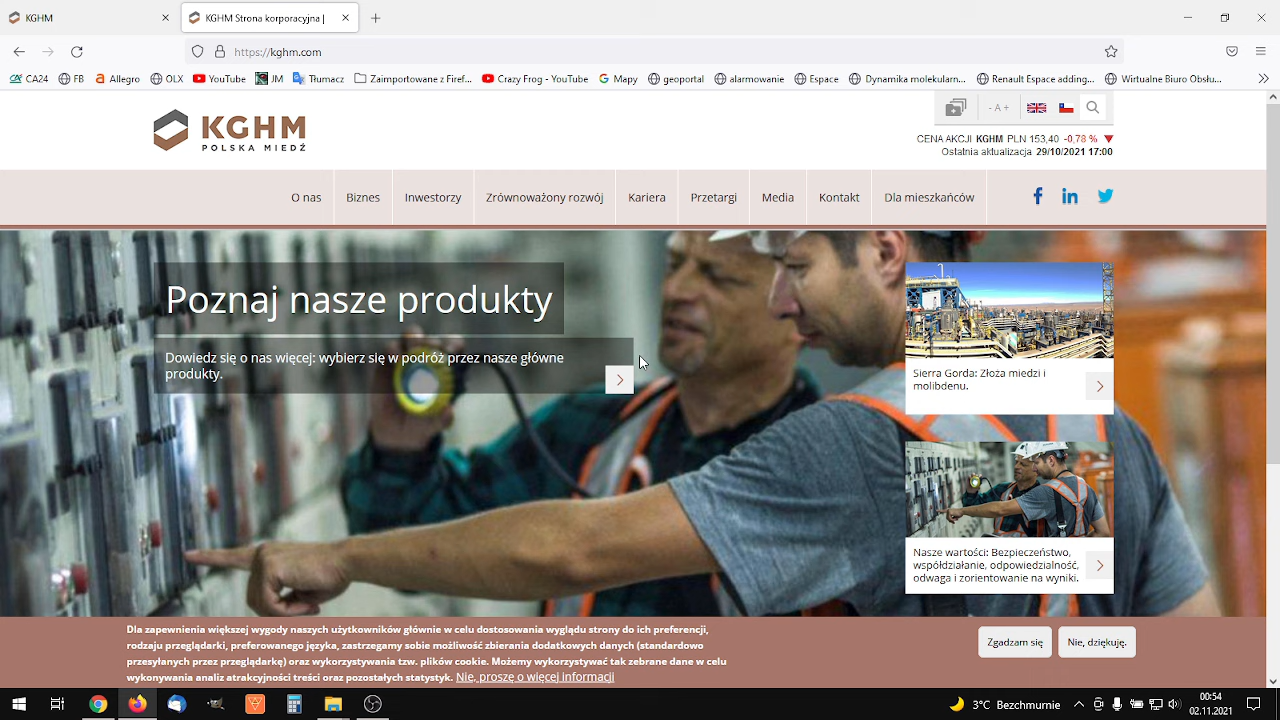 KGHM
KGHM Strona korporacyjna |
https://kghm.com
CA24
FB
Allegro
OLX
YouTube
JM
Tłumacz
Zaimportowane z Firef...
Crazy Frog - YouTube
Mapy
geoportal
alarmowanie
Espace
Dynamika molekularn...
Renault Espace adding...
Wirtualne Biuro Obsłu...
KGHM
POLSKA MIEDŹ
- A +
CENA AKCJI KGHM PLN 153,40 -0,78 %
Ostatnia aktualizacja 29/10/2021 17:00
O nas
Biznes
Inwestorzy
Zrównoważony rozwój
Kariera
Przetargi
Media
Kontakt
Dla mieszkańców
Poznaj nasze produkty
Dowiedz się o nas więcej: wybierz się w podróż przez nasze główne
produkty.
Sierra Gorda: Złoża miedzi i
molibdenu.
Nasze wartości: Bezpieczeństwo,
współdziałanie, odpowiedzialność,
odwaga i zorientowanie na wyniki.
Dla zapewnienia większej wygody naszych użytkowników głównie w celu dostosowania wyglądu strony do ich preferencji,
rodzaju przeglądarki, preferowanego języka, zastrzegamy sobie możliwość zbierania dodatkowych danych (standardowo
przesyłanych przez przeglądarkę) oraz wykorzystywania tzw. plików cookie. Możemy wykorzystywać tak zebrane dane w celu
wykonywania analiz atrakcyjności treści oraz pozostałych statystyk. Nie, proszę o więcej informacji
Zgadzam się
Nie, dziękuję.
3°C Bezchmurnie
00:54
02.11.2021